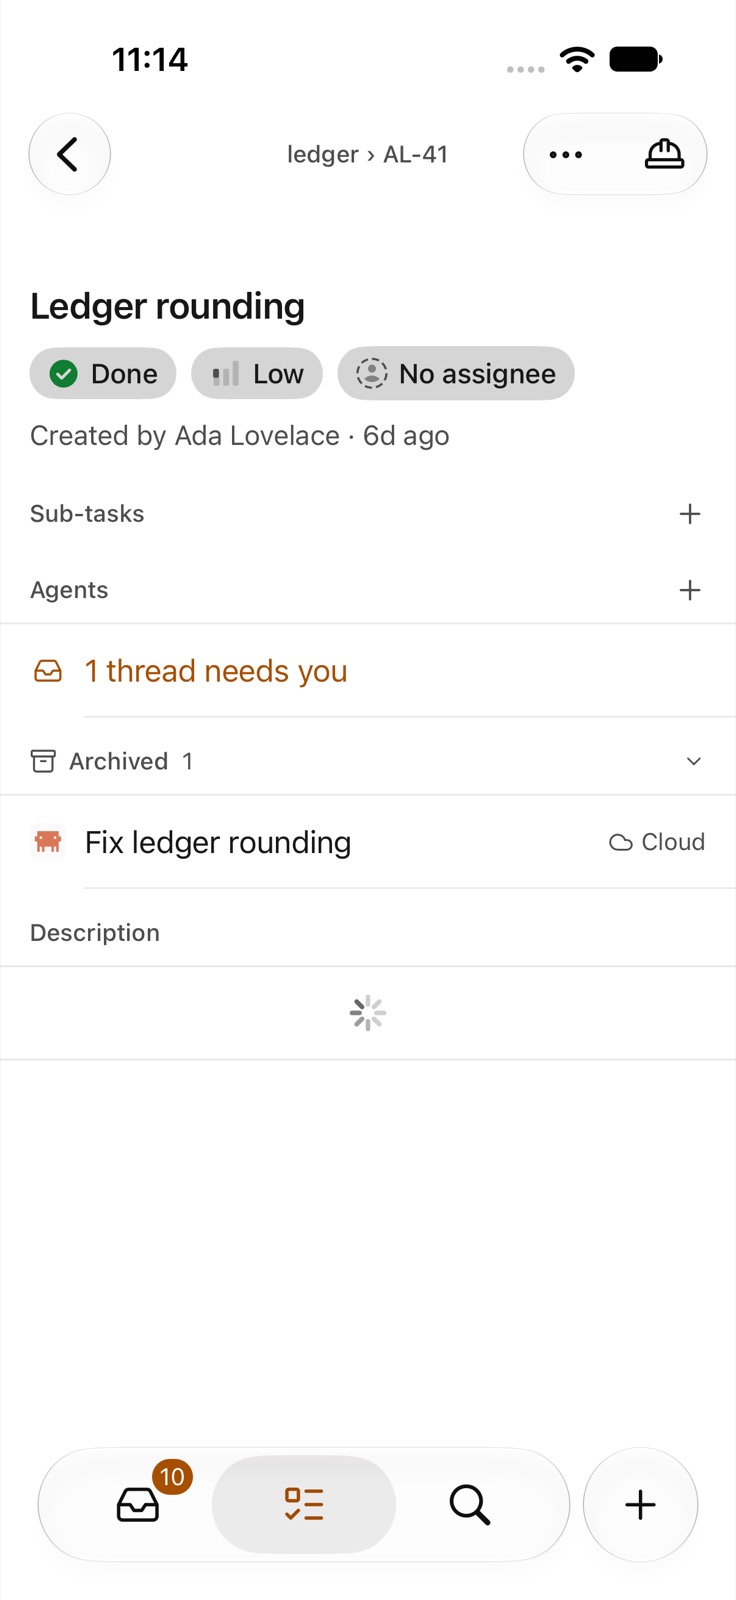 11:14
ledger › AL-41
Ledger rounding
Done
Low
No assignee
Created by Ada Lovelace · 6d ago
Sub-tasks
Agents
1 thread needs you
Archived 1
Fix ledger rounding
Cloud
Description
10